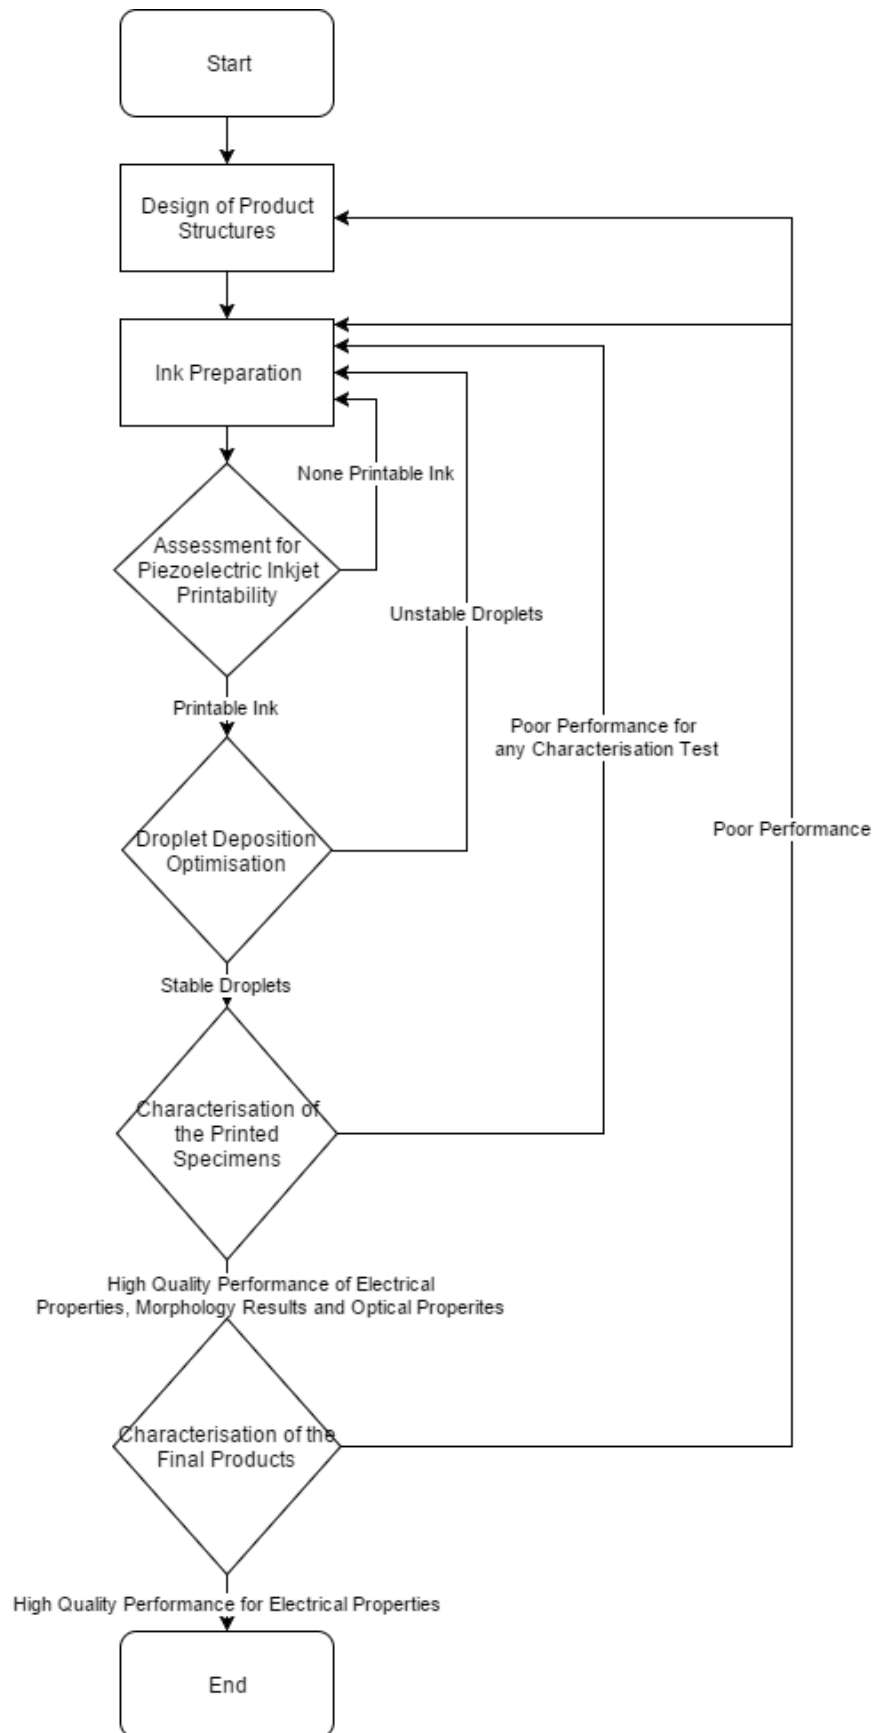 Start
Design of Product
Structures
Ink Preparation
None Printable Ink
Assessment for
Piezoelectric Inkjet
Printability
Unstable Droplets
Printable Ink
Poor Performance for
any Characterisation Test
Poor Performance
Droplet Deposition
Optimisation
Stable Droplets
Characterisation of
the Printed
Specimens
High Quality Performance of Electrical
Properties, Morphology Results and Optical Properites
Characterisation of the
Final Products
High Quality Performance for Electrical Properties
End